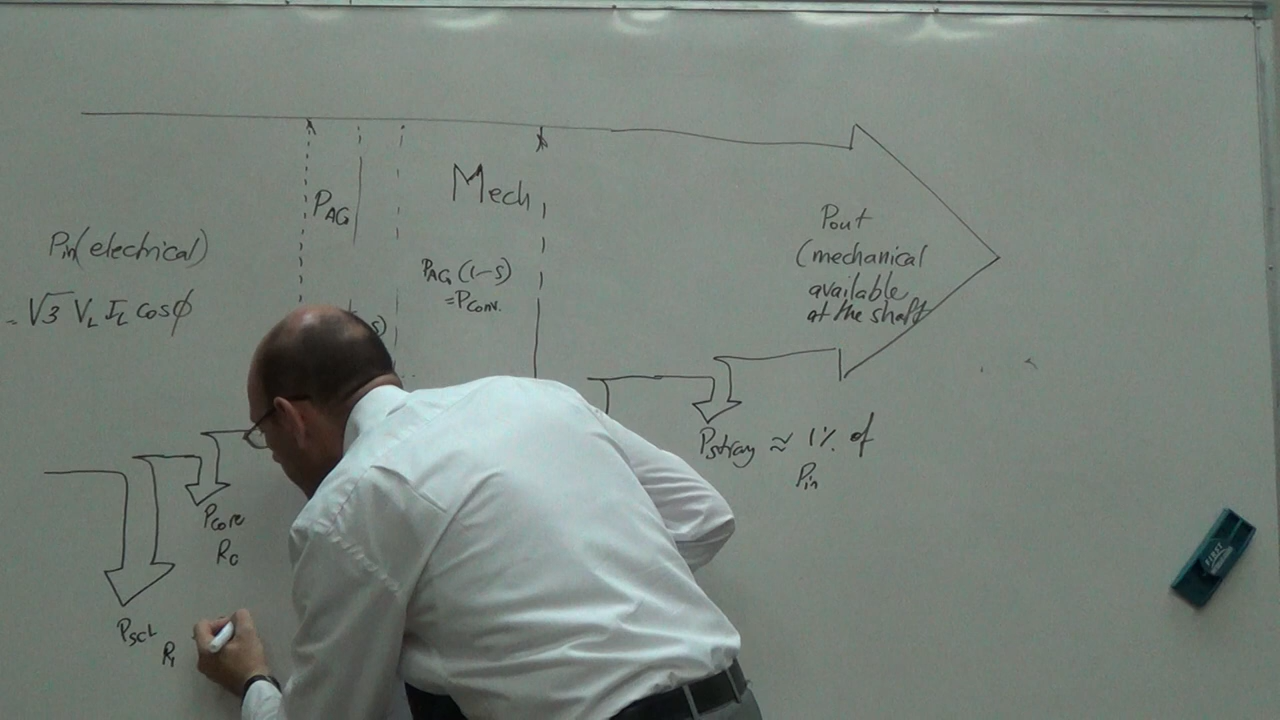 PAG
Mech,
Pin(electrical)
= √3 VL IL cosφ
PAG (1-s)
=Pconv.
s)
Pout
(mechanical
available
at the shaft
Pstray ≈ 1% of
Pin
Pcore
Rc
PSCL
R1